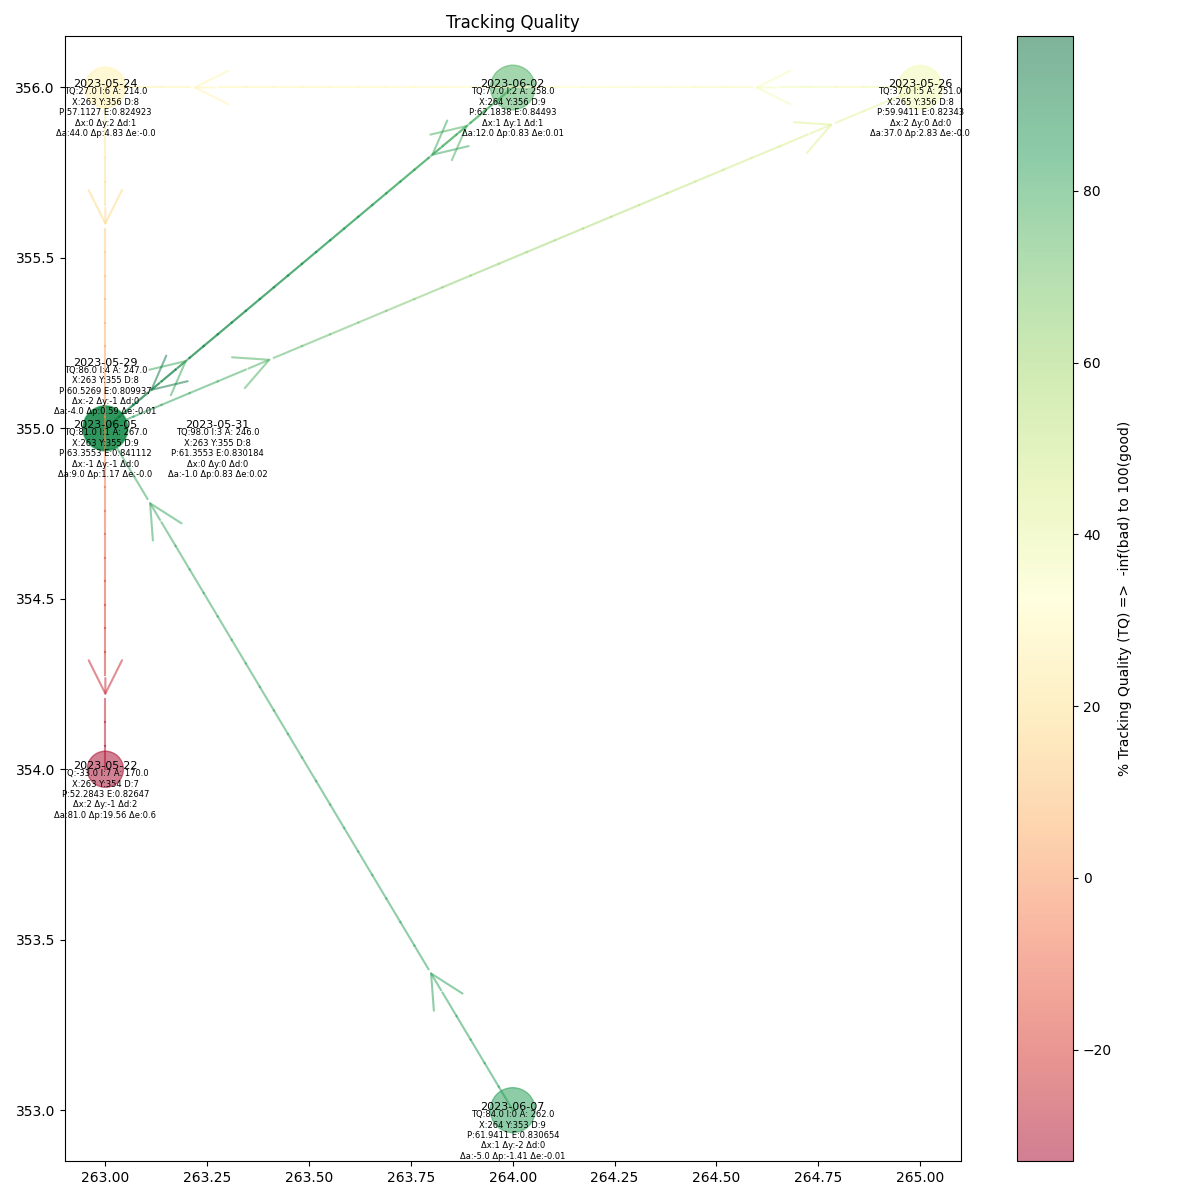 Tracking Quality
356.0
355.5
355.0
354.5
354.0
353.5
353.0
2023-05-24
TQ:27.0 I:6 A: 214.0
X:263 Y:356 D:8
P:57.1127 E:0.824923
Δx:0 Δy:2 Δd:1
Δa:44.0 Δp:4.83 Δe:-0.0
2023-06-02
TQ:77.0 I:2 A: 258.0
X:264 Y:356 D:9
P:62.1838 E:0.84493
Δx:1 Δy:1 Δd:1
Δa:12.0 Δp:0.83 Δe:0.01
2023-05-26
TQ:37.0 I:5 A: 251.0
X:265 Y:356 D:8
P:59.9411 E:0.82343
Δx:2 Δy:0 Δd:0
Δa:37.0 Δp:2.83 Δe:-0.0
2023-05-29
TQ:86.0 I:4 A: 247.0
X:263 Y:355 D:8
P:60.5269 E:0.809937
Δx:-2 Δy:-1 Δd:0
Δa:-4.0 Δp:0.59 Δe:-0.01
2023-06-05
TQ:81.0 I:1 A: 267.0
X:263 Y:355 D:9
P:63.3553 E:0.841112
Δx:-1 Δy:-1 Δd:0
Δa:9.0 Δp:1.17 Δe:-0.0
2023-05-31
TQ:98.0 I:3 A: 246.0
X:263 Y:355 D:8
P:61.3553 E:0.830184
Δx:0 Δy:0 Δd:0
Δa:-1.0 Δp:0.83 Δe:0.02
2023-05-22
TQ:-33.0 I:7 A: 170.0
X:263 Y:354 D:7
P:52.2843 E:0.82647
Δx:2 Δy:-1 Δd:2
Δa:81.0 Δp:19.56 Δe:0.6
2023-06-07
TQ:84.0 I:0 A: 262.0
X:264 Y:353 D:9
P:61.9411 E:0.830654
Δx:1 Δy:-2 Δd:0
Δa:-5.0 Δp:-1.41 Δe:-0.01
263.00 263.25 263.50 263.75 264.00 264.25 264.50 264.75 265.00
80
60
40
20
0
−20
% Tracking Quality (TQ) => -inf(bad) to 100(good)